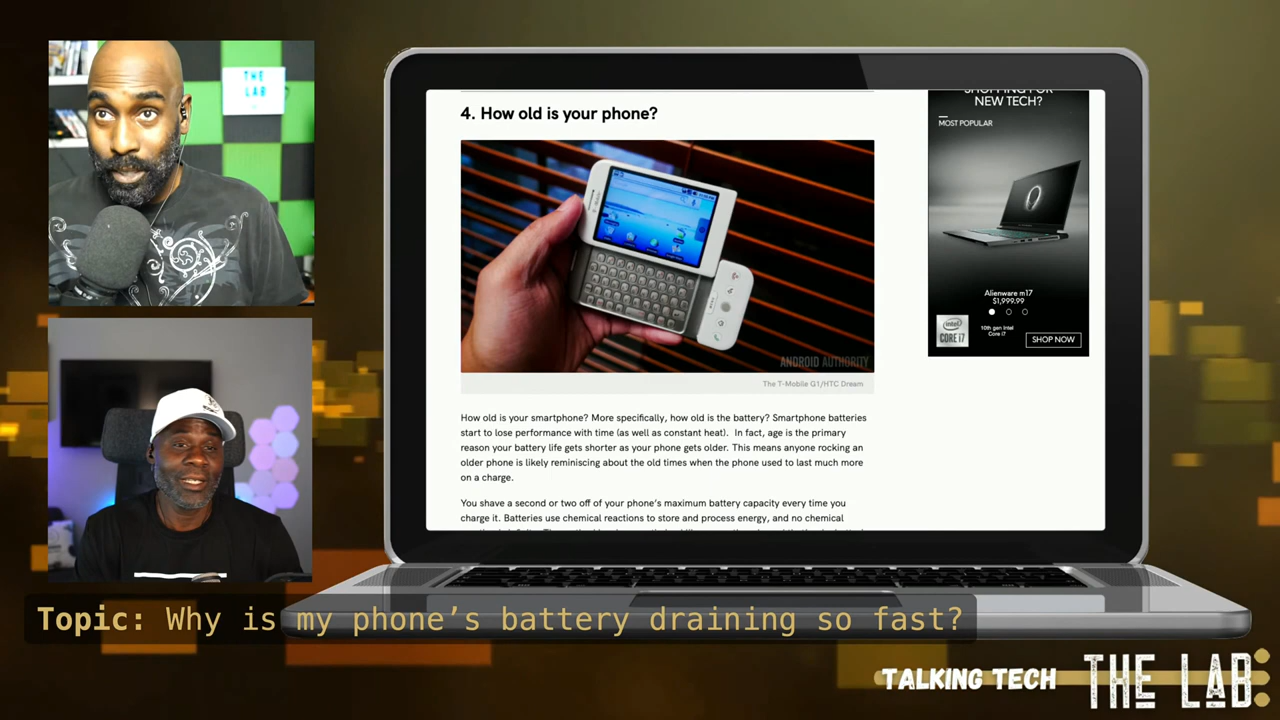 THE
LAB
4. How old is your phone?
ANDROID AUTHORITY
The T-Mobile G1/HTC Dream
How old is your smartphone? More specifically, how old is the battery? Smartphone batteries
start to lose performance with time (as well as constant heat). In fact, age is the primary
reason your battery life gets shorter as your phone gets older. This means anyone rocking an
older phone is likely reminiscing about the old times when the phone used to last much more
on a charge.
You shave a second or two off of your phone's maximum battery capacity every time you
charge it. Batteries use chemical reactions to store and process energy, and no chemical
SHOPPING FOR
NEW TECH?
MOST POPULAR
Alienware m17
$1,999.99
intel
CORE i7
10th gen Intel
Core i7
SHOP NOW
Topic: Why is my phone’s battery draining so fast?
TALKING TECH
THE LAB